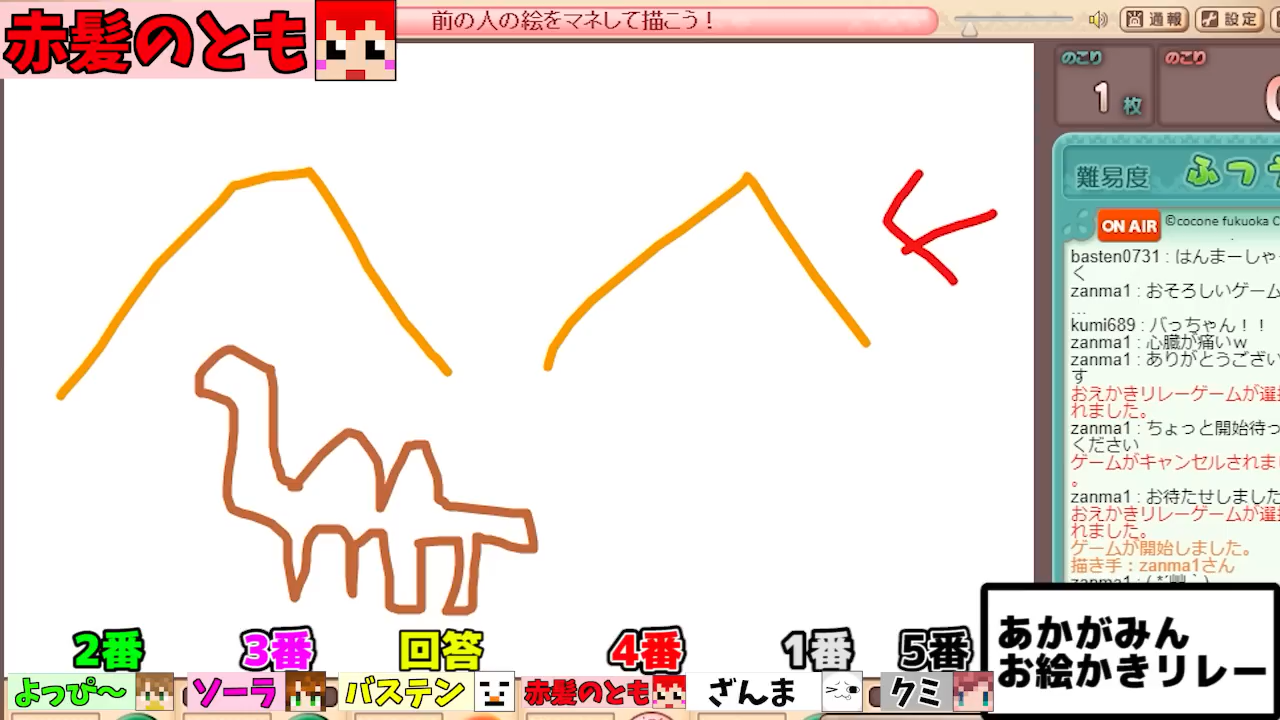 赤髪のとも
前の人の絵をマネして描こう！
通報
設定
のこり
1枚
のこり
難易度
ON AIR
©cocone fukuoka C
basten0731 : はんまーしゃ
く
zanma1 : おそろしいゲーム
…
kumi689 : バっちゃん！！
zanma1 : 心臓が痛いｗ
zanma1 : ありがとうござい
す
おえかきリレーゲームが選
れました。
zanma1 : ちょっと開始待っ
ください
ゲームがキャンセルされま
。
zanma1 : お待たせしました
おえかきリレーゲームが選
れました。
ゲームが開始しました。
描き手 : zanma1さん
2番
3番
回答
4番
1番
5番
よっぴ～
ソーラ
バステン
赤髪のとも
ざんま
クミ
あかがみん
お絵かきリレー